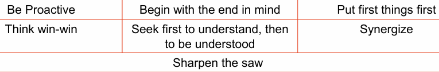 Be Proactive
Begin with the end in mind
Put first things first
Think win-win
Seek first to understand, then
to be understood
Synergize
Sharpen the saw